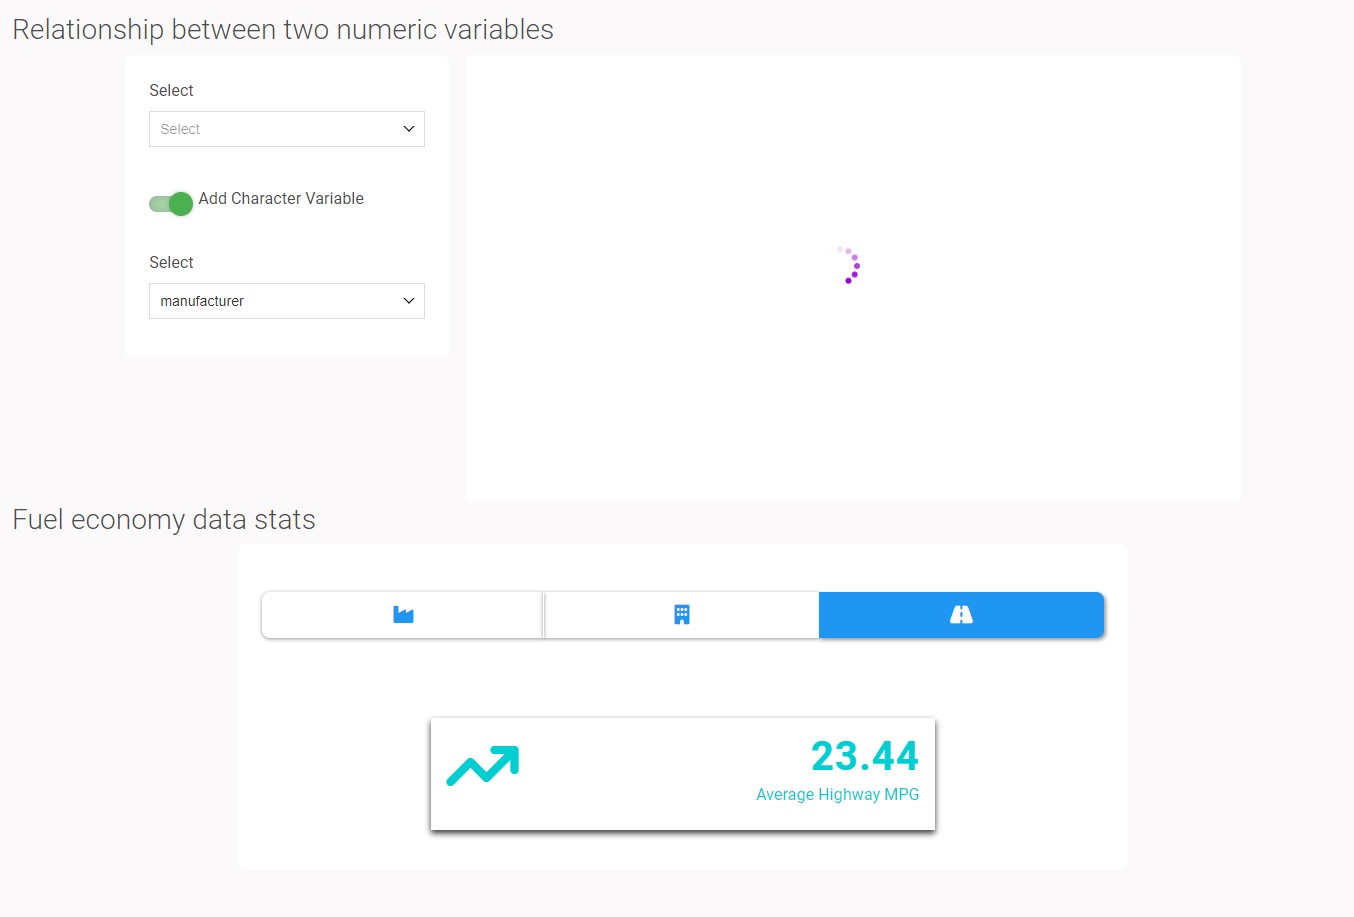 Relationship between two numeric variables
Select
Select
Add Character Variable
Select
manufacturer
Fuel economy data stats
23.44
Average Highway MPG